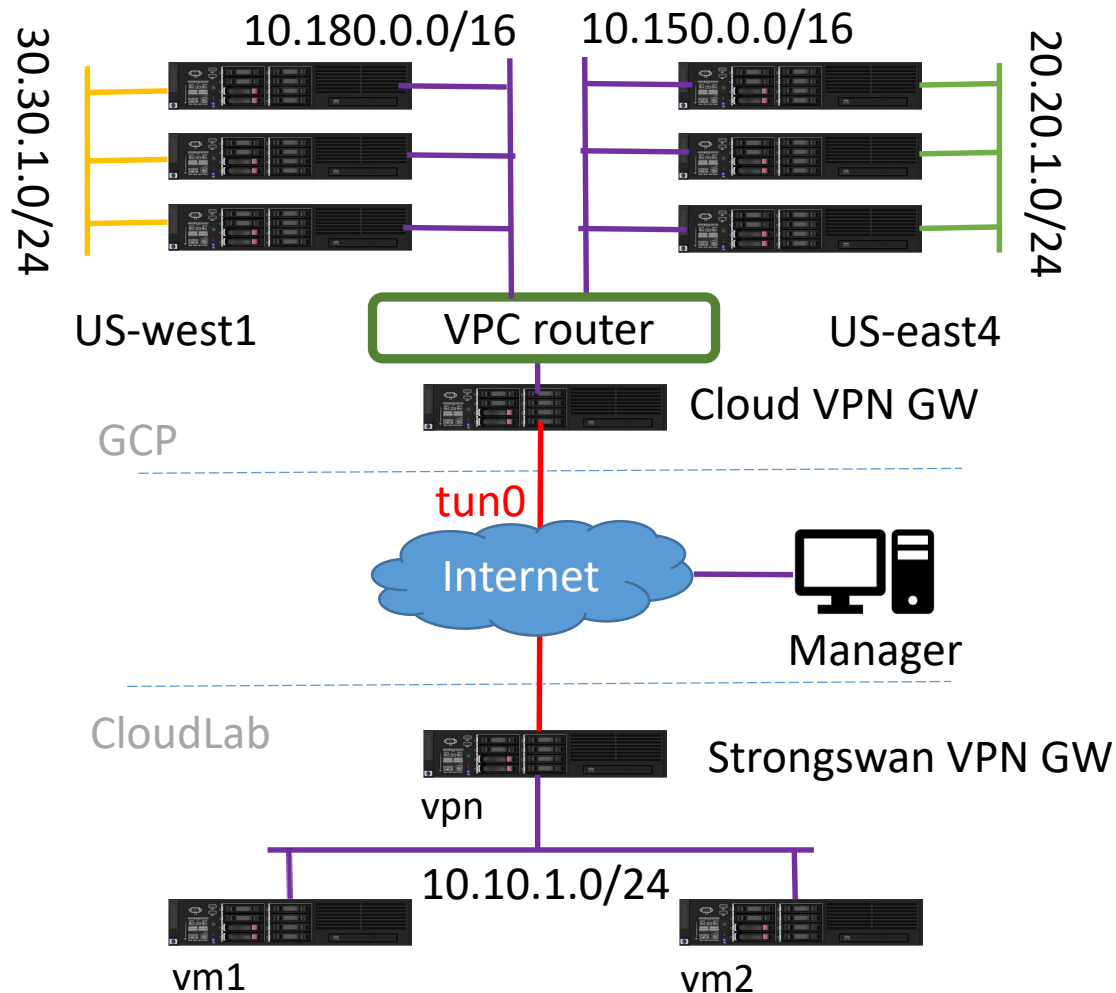 10.180.0.0/16
10.150.0.0/16
30.30.1.0/24
20.20.1.0/24
US-west1
VPC router
US-east4
Cloud VPN GW
GCP
tun0
Internet
Manager
CloudLab
Strongswan VPN GW
vpn
10.10.1.0/24
vm1
vm2